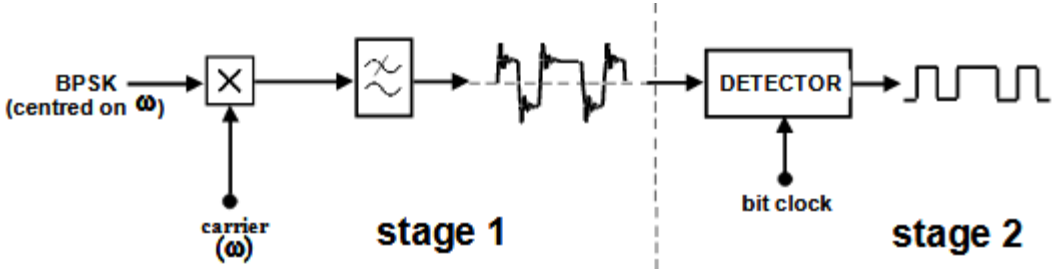 BPSK
(centred on ω)
×
carrier
(ω)
stage 1
DETECTOR
bit clock
stage 2